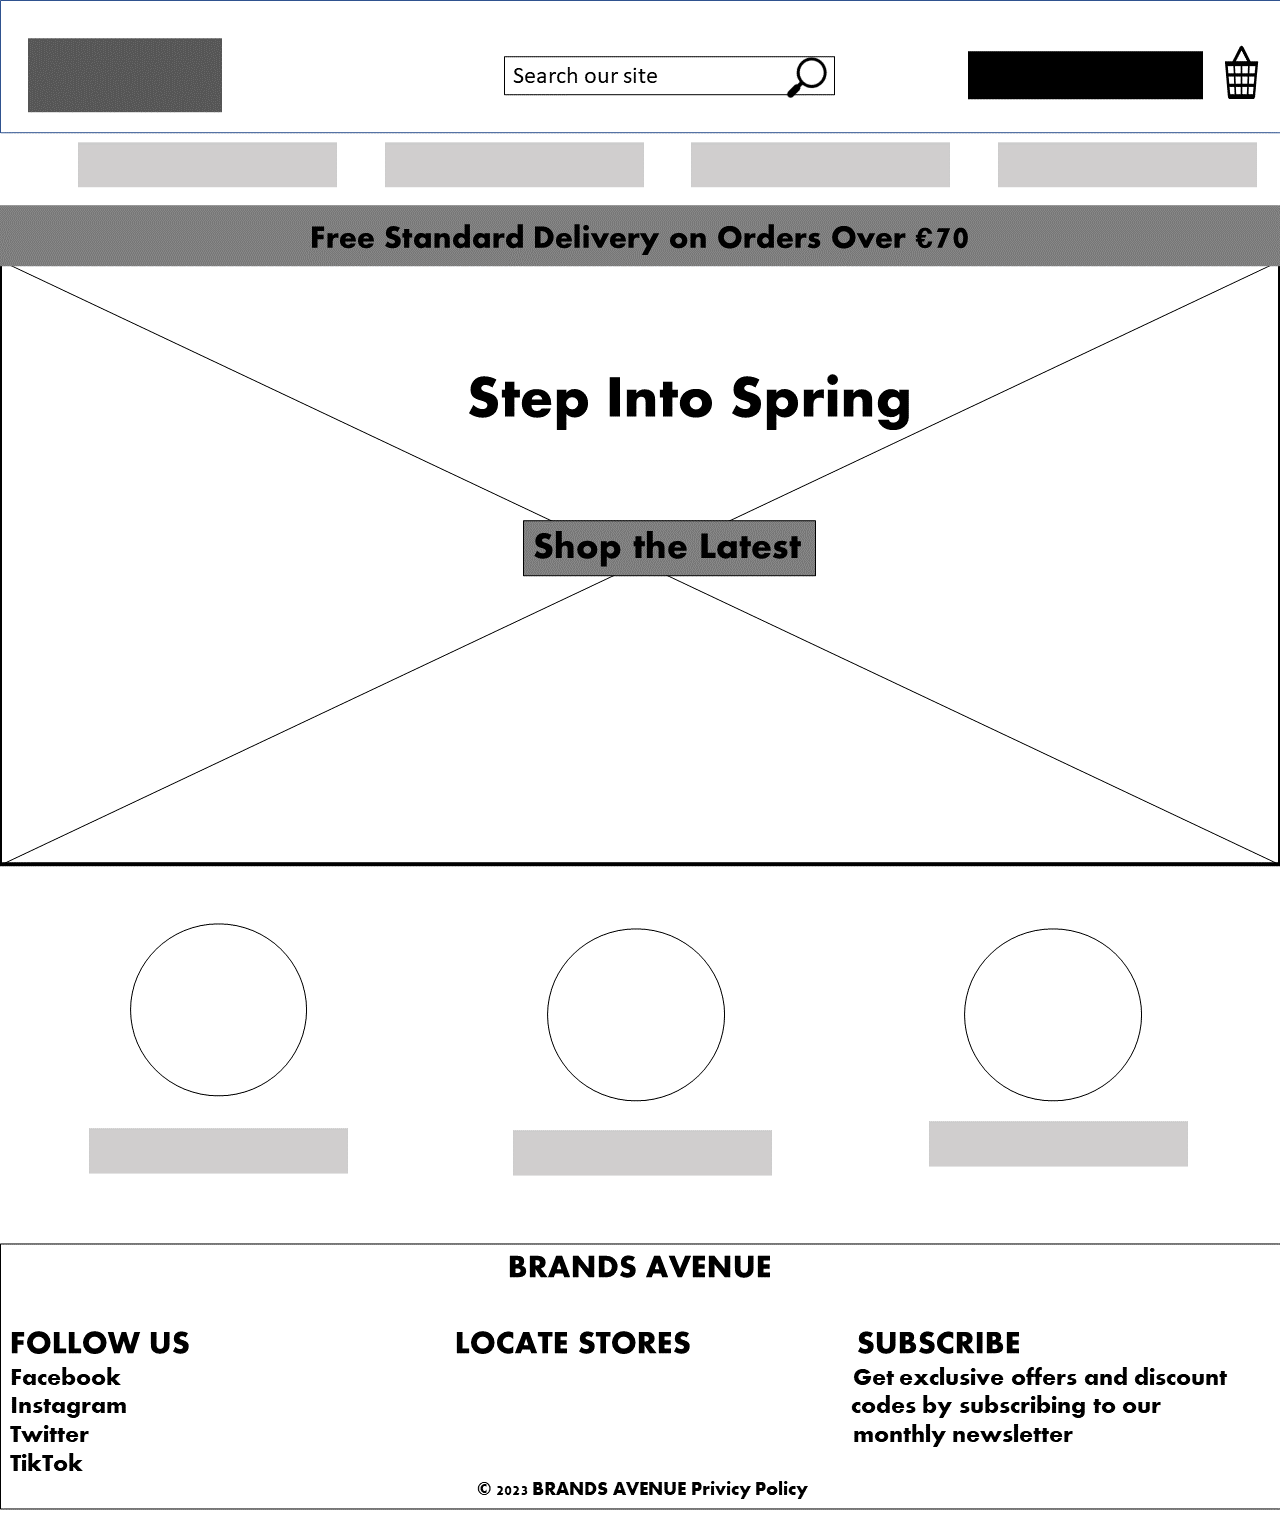 Search our site
Free Standard Delivery on Orders Over €70
Step Into Spring
Shop the Latest
BRANDS AVENUE
FOLLOW US
Facebook
Instagram
Twitter
TikTok
LOCATE STORES
SUBSCRIBE
Get exclusive offers and discount
codes by subscribing to our
monthly newsletter
© 2023 BRANDS AVENUE Privicy Policy